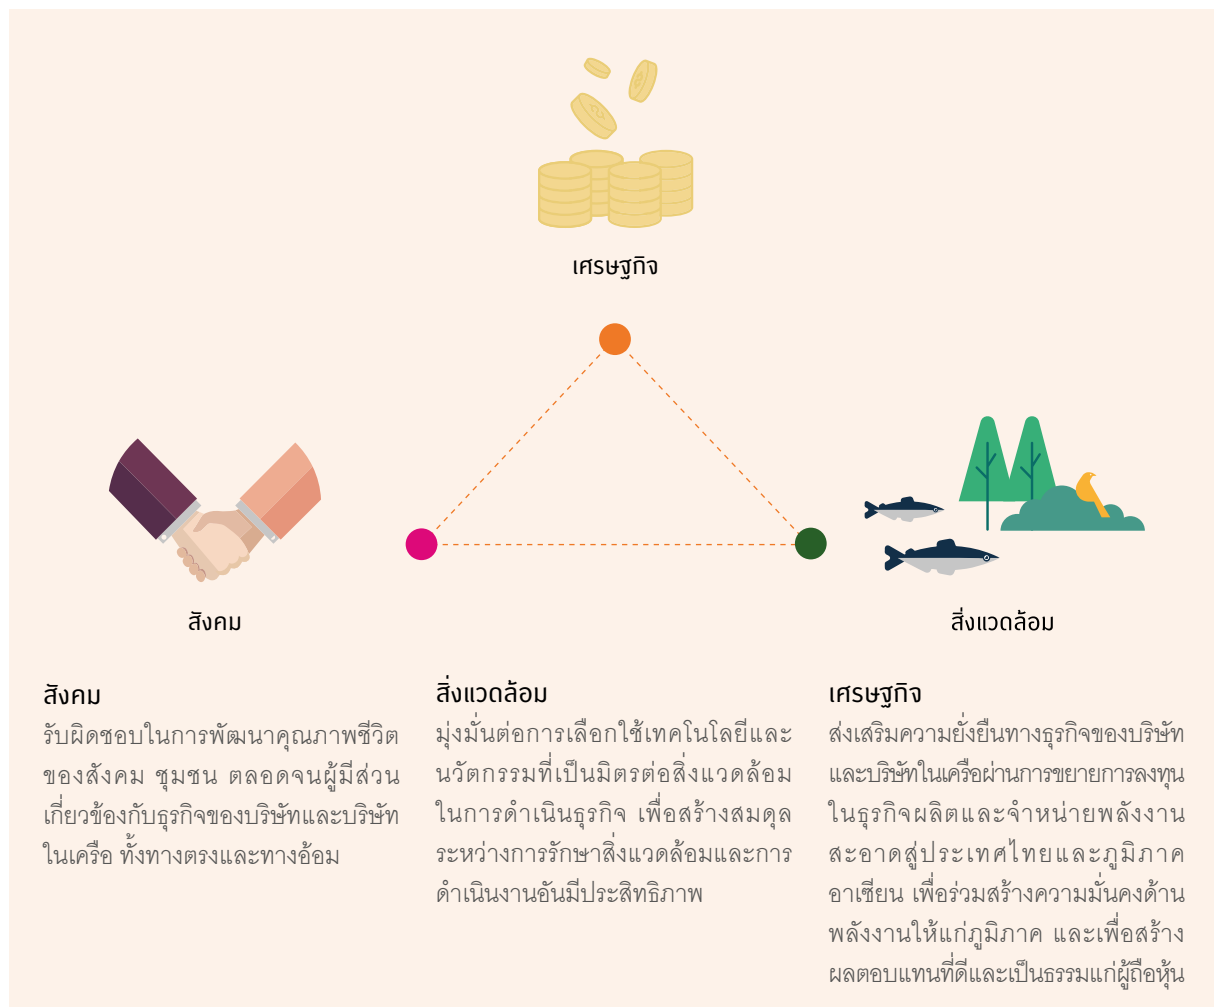 เศรษฐกิจ
สังคม
สิ่งแวดล้อม
สังคม
รับผิดชอบในการพัฒนาคุณภาพชีวิต
ของสังคม ชุมชน ตลอดจนผู้มีส่วน
เกี่ยวข้องกับธุรกิจของบริษัทและบริษัท
ในเครือ ทั้งทางตรงและทางอ้อม
สิ่งแวดล้อม
มุ่งมั่นต่อการเลือกใช้เทคโนโลยีและ
นวัตกรรมที่เป็นมิตรต่อสิ่งแวดล้อม
ในการดำเนินธุรกิจ เพื่อสร้างสมดุล
ระหว่างการรักษาสิ่งแวดล้อมและการ
ดำเนินงานอันมีประสิทธิภาพ
เศรษฐกิจ
ส่งเสริมความยั่งยืนทางธุรกิจของบริษัท
และบริษัทในเครือผ่านการขยายการลงทุน
ในธุรกิจผลิตและจำหน่ายพลังงาน
สะอาดสู่ประเทศไทยและภูมิภาค
อาเซียน เพื่อร่วมสร้างความมั่นคงด้าน
พลังงานให้แก่ภูมิภาค และเพื่อสร้าง
ผลตอบแทนที่ดีและเป็นธรรมแก่ผู้ถือหุ้น